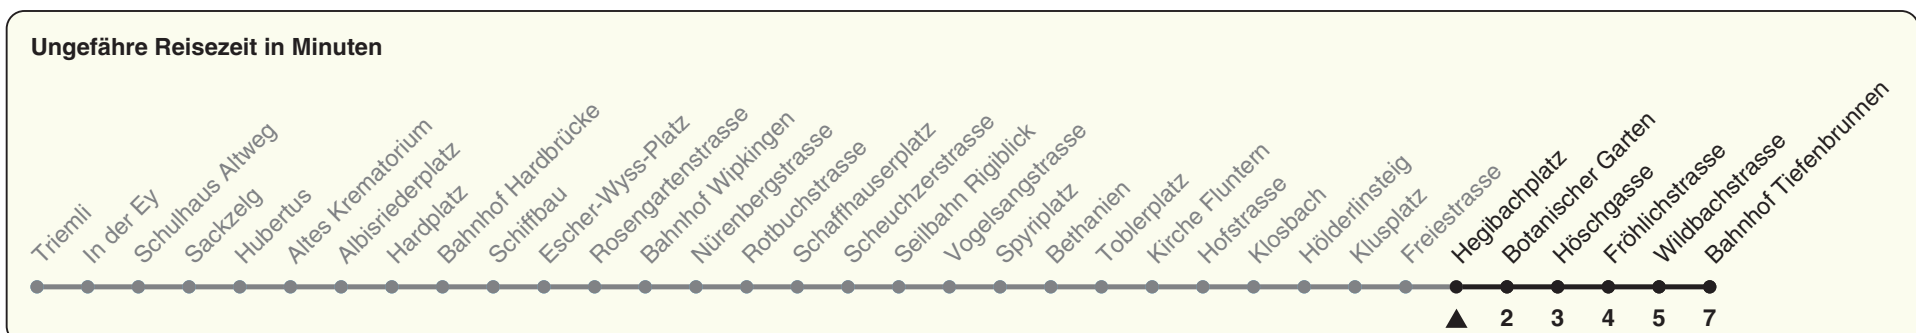 Ungefähre Reisezeit in Minuten
Triemli
In der Ey
Schulhaus Altweg
Sackzelg
Hubertus
Altes Krematorium
Albisriederplatz
Hardplatz
Bahnhof Hardbrücke
Schiffbau
Escher-Wyss-Platz
Rosengartenstrasse
Bahnhof Wipkingen
Nürenbergstrasse
Rotbuchstrasse
Schaffhauserplatz
Scheuchzerstrasse
Seilbahn Rigiblick
Vogelsangstrasse
Spyriplatz
Bethanien
Toblerplatz
Kirche Fluntern
Hofstrasse
Klosbach
Hölderlinsteig
Klusplatz
Freiestrasse
Hegibachplatz
Botanischer Garten
Höschgasse
Fröhlichstrasse
Wildbachstrasse
Bahnhof Tiefenbrunnen
2 3 4 5 7